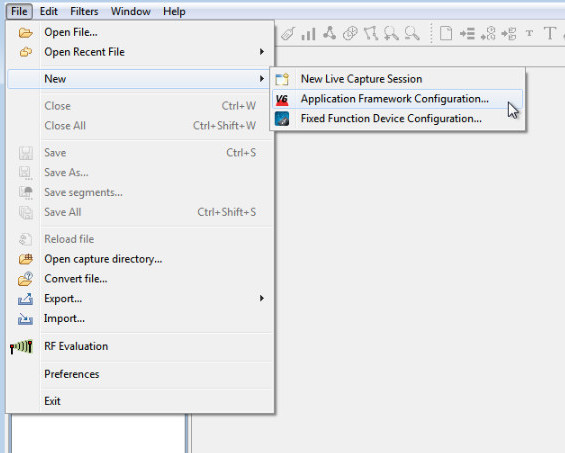 File Edit Filters Window Help
Open File...
Open Recent File
New
New Live Capture Session
V6 Application Framework Configuration...
Fixed Function Device Configuration...
Close Ctrl+W
Close All Ctrl+Shift+W
Save Ctrl+S
Save As...
Save segments...
Save All Ctrl+Shift+S
Reload file
Open capture directory...
Convert file...
Export...
Import...
RF Evaluation
Preferences
Exit